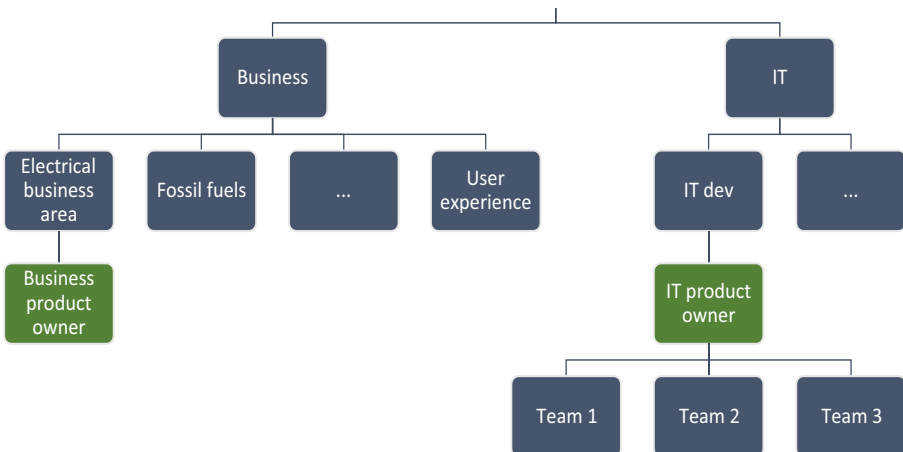 Business
IT
Electrical
business
area
Fossil fuels
...
User
experience
IT dev
...
Business
product
owner
IT product
owner
Team 1
Team 2
Team 3